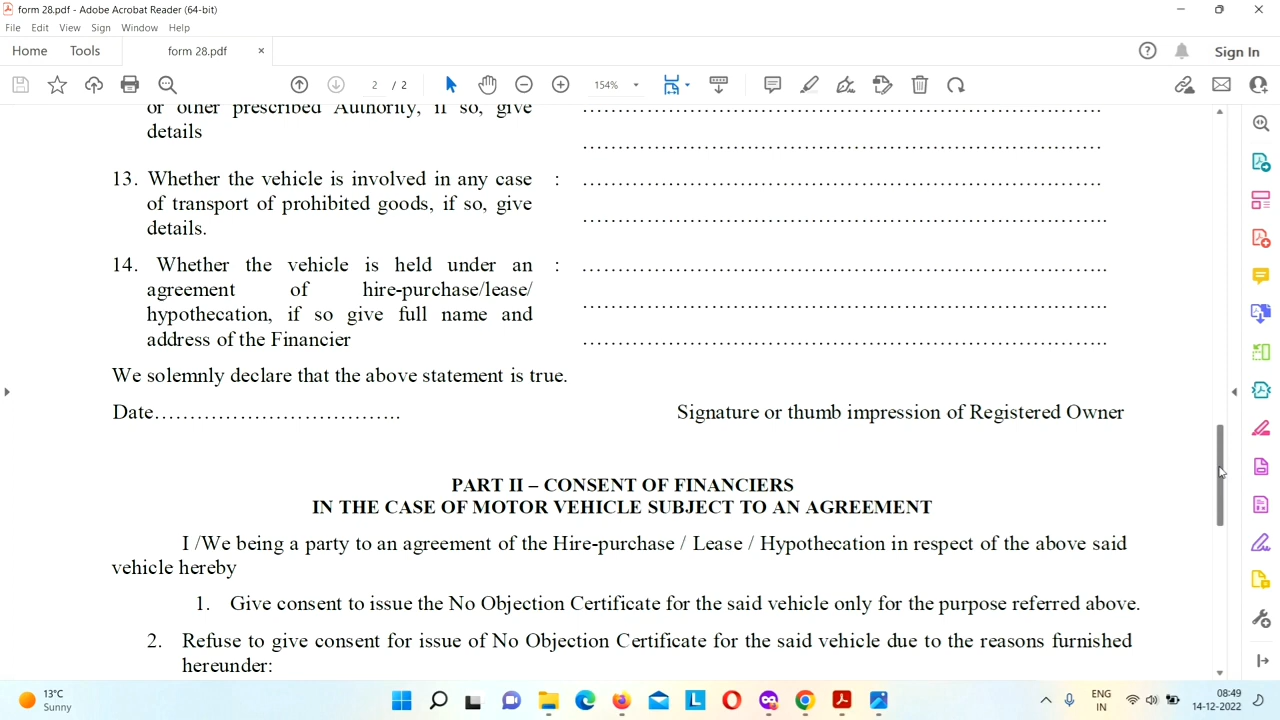 form 28.pdf - Adobe Acrobat Reader (64-bit)
File Edit View Sign Window Help
Home Tools form 28.pdf × Sign In
2 / 2 154%
or other prescribed Authority, if so, give ……………………………………………………………………
details
……………………………………………………………………
13. Whether the vehicle is involved in any case : ……………………………………………………………………
of transport of prohibited goods, if so, give
details. ……………………………………………………………………..
14. Whether the vehicle is held under an : ……………………………………………………………………..
agreement of hire-purchase/lease/
hypothecation, if so give full name and ……………………………………………………………………..
address of the Financier ……………………………………………………………………..
We solemnly declare that the above statement is true.
Date…………………………….. Signature or thumb impression of Registered Owner
PART II – CONSENT OF FINANCIERS
IN THE CASE OF MOTOR VEHICLE SUBJECT TO AN AGREEMENT
I /We being a party to an agreement of the Hire-purchase / Lease / Hypothecation in respect of the above said
vehicle hereby
1. Give consent to issue the No Objection Certificate for the said vehicle only for the purpose referred above.
2. Refuse to give consent for issue of No Objection Certificate for the said vehicle due to the reasons furnished
hereunder:
13°C
Sunny
ENG
IN
08:49
14-12-2022